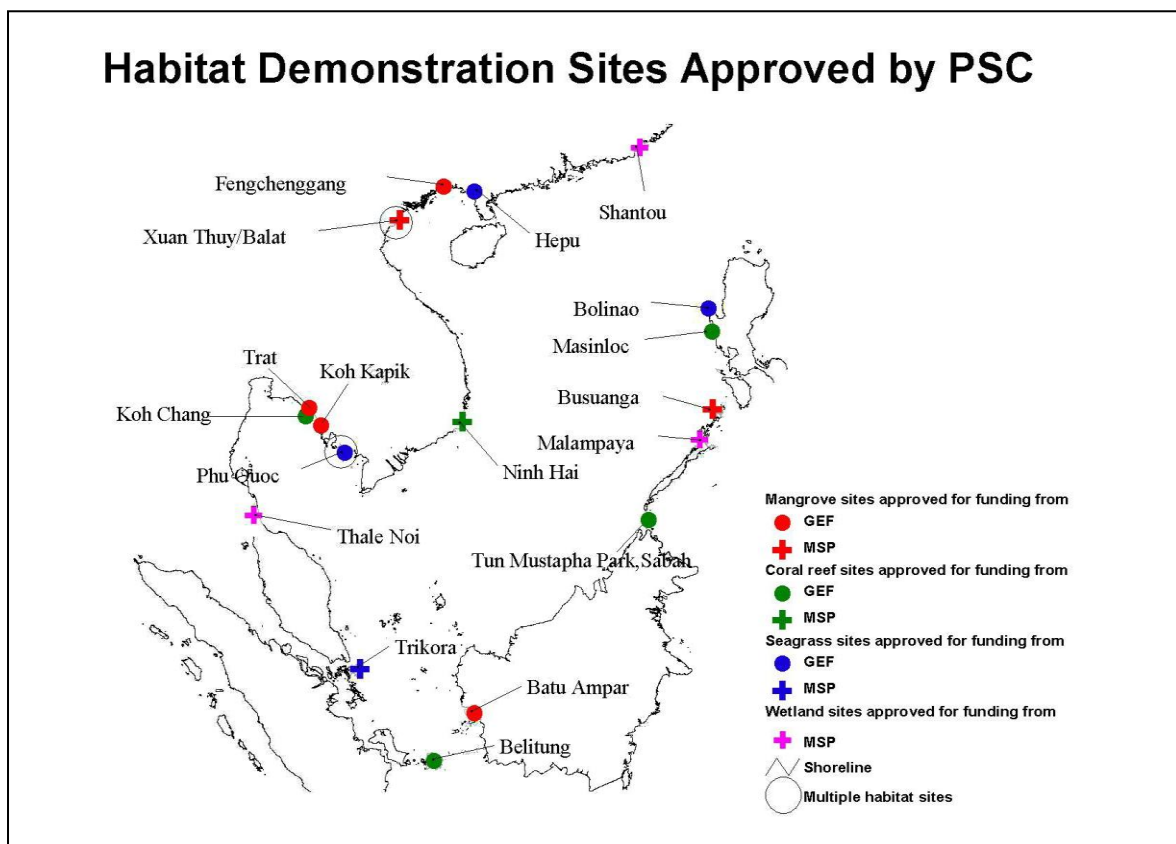 Habitat Demonstration Sites Approved by PSC
Fengchenggang
Shantou
Xuan Thuy/Balat
Hepu
Bolinao
Masinloc
Trat
Koh Kapik
Koh Chang
Busuanga
Malampaya
Phu Quoc
Ninh Hai
Thale Noi
Tun Mustapha Park,Sabah
Trikora
Batu Ampar
Belitung
Mangrove sites approved for funding from
GEF
MSP
Coral reef sites approved for funding from
GEF
MSP
Seagrass sites approved for funding from
GEF
MSP
Wetland sites approved for funding from
MSP
Shoreline
Multiple habitat sites